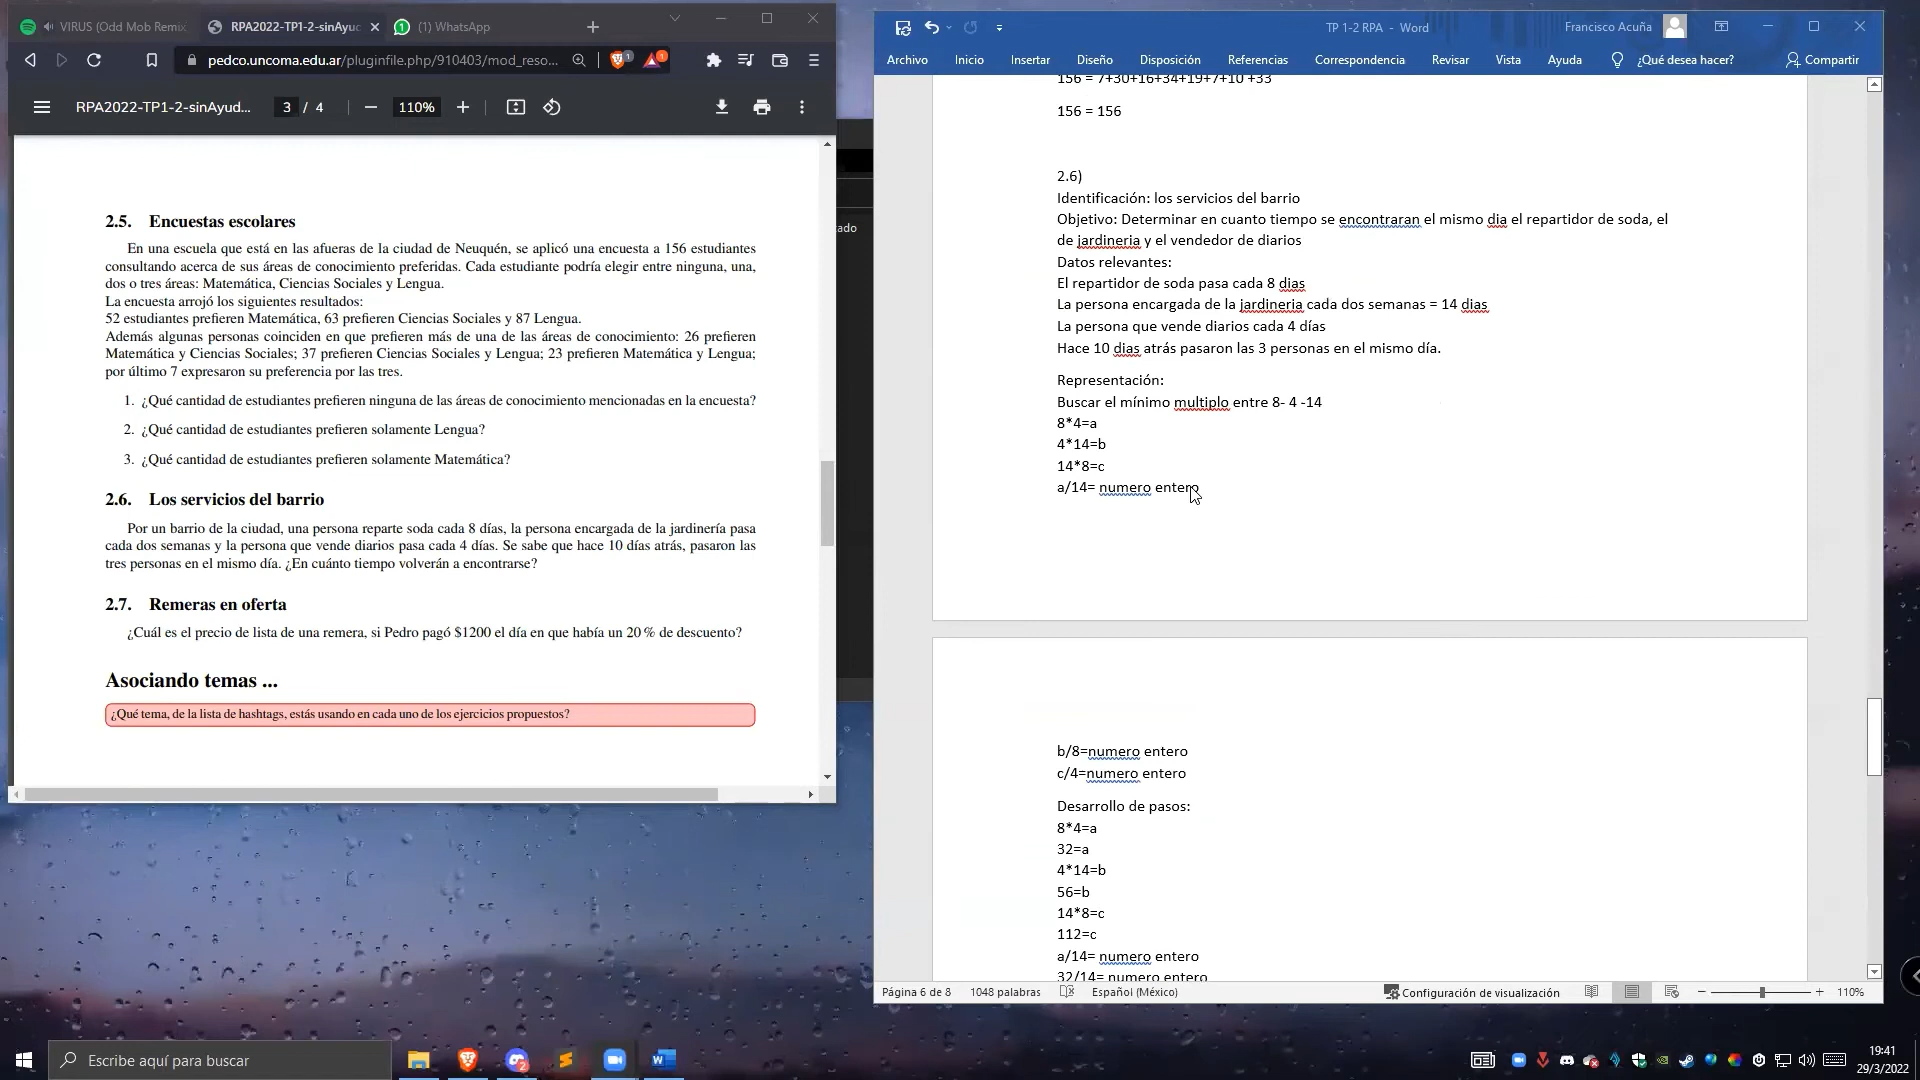 VIRUS (Odd Mob Remix
RPA2022-TP1-2-sinAyud
(1) WhatsApp
pedco.uncoma.edu.ar/pluginfile.php/910403/mod_reso...
RPA2022-TP1-2-sinAyud...
3 / 4
110%
2.5. Encuestas escolares
En una escuela que está en las afueras de la ciudad de Neuquén, se aplicó una encuesta a 156 estudiantes
consultando acerca de sus áreas de conocimiento preferidas. Cada estudiante podría elegir entre ninguna, una,
dos o tres áreas: Matemática, Ciencias Sociales y Lengua.
La encuesta arrojó los siguientes resultados:
52 estudiantes prefieren Matemática, 63 prefieren Ciencias Sociales y 87 Lengua.
Además algunas personas coinciden en que prefieren más de una de las áreas de conocimiento: 26 prefieren
Matemática y Ciencias Sociales; 37 prefieren Ciencias Sociales y Lengua; 23 prefieren Matemática y Lengua;
por último 7 expresaron su preferencia por las tres.
1. ¿Qué cantidad de estudiantes prefieren ninguna de las áreas de conocimiento mencionadas en la encuesta?
2. ¿Qué cantidad de estudiantes prefieren solamente Lengua?
3. ¿Qué cantidad de estudiantes prefieren solamente Matemática?
2.6. Los servicios del barrio
Por un barrio de la ciudad, una persona reparte soda cada 8 días, la persona encargada de la jardinería pasa
cada dos semanas y la persona que vende diarios pasa cada 4 días. Se sabe que hace 10 días atrás, pasaron las
tres personas en el mismo día. ¿En cuánto tiempo volverán a encontrarse?
2.7. Remeras en oferta
¿Cuál es el precio de lista de una remera, si Pedro pagó $1200 el día en que había un 20 % de descuento?
Asociando temas ...
¿Qué tema, de la lista de hashtags, estás usando en cada uno de los ejercicios propuestos?
ado
TP 1-2 RPA - Word
Francisco Acuña
Archivo Inicio Insertar Diseño Disposición Referencias Correspondencia Revisar Vista Ayuda ¿Qué desea hacer? Compartir
156 = 7+30+16+34+19+7+10 +33
156 = 156
2.6)
Identificación: los servicios del barrio
Objetivo: Determinar en cuanto tiempo se encontraran el mismo dia el repartidor de soda, el
de jardineria y el vendedor de diarios
Datos relevantes:
El repartidor de soda pasa cada 8 dias
La persona encargada de la jardineria cada dos semanas = 14 dias
La persona que vende diarios cada 4 días
Hace 10 dias atrás pasaron las 3 personas en el mismo día.
Representación:
Buscar el mínimo multiplo entre 8- 4 -14
8*4=a
4*14=b
14*8=c
a/14= numero entero
b/8=numero entero
c/4=numero entero
Desarrollo de pasos:
8*4=a
32=a
4*14=b
56=b
14*8=c
112=c
a/14= numero entero
32/14= numero entero
Página 6 de 8 1048 palabras Español (México) Configuración de visualización 110%
Escribe aquí para buscar
19:41
29/3/2022